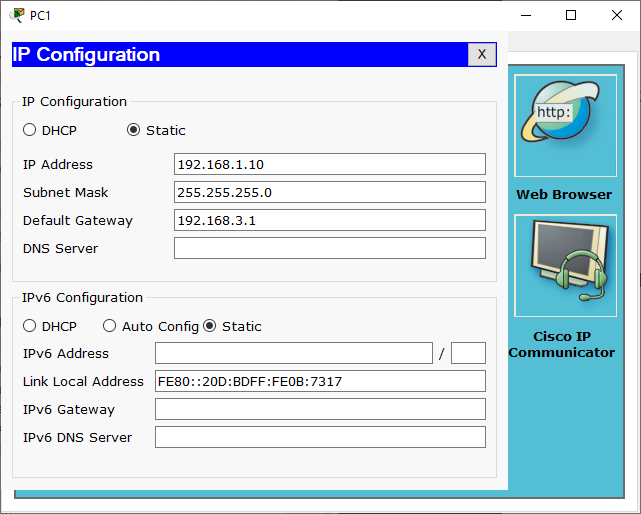 PC1
IP Configuration
X
IP Configuration
DHCP Static
IP Address 192.168.1.10
Subnet Mask 255.255.255.0
Default Gateway 192.168.3.1
DNS Server
IPv6 Configuration
DHCP Auto Config Static
IPv6 Address /
Link Local Address FE80::20D:BDFF:FE0B:7317
IPv6 Gateway
IPv6 DNS Server
http:
Web Browser
Cisco IP
Communicator